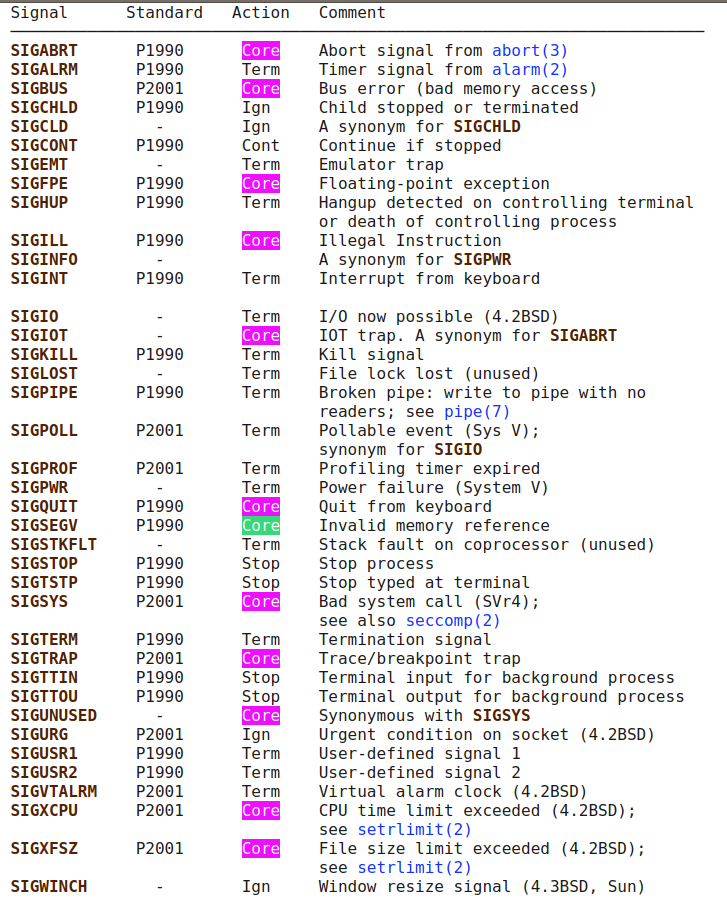 Signal Standard Action Comment
SIGABRT P1990 Core Abort signal from abort(3)
SIGALRM P1990 Term Timer signal from alarm(2)
SIGBUS P2001 Core Bus error (bad memory access)
SIGCHLD P1990 Ign Child stopped or terminated
SIGCLD - Ign A synonym for SIGCHLD
SIGCONT P1990 Cont Continue if stopped
SIGEMT - Term Emulator trap
SIGFPE P1990 Core Floating-point exception
SIGHUP P1990 Term Hangup detected on controlling terminal
or death of controlling process
SIGILL P1990 Core Illegal Instruction
SIGINFO - A synonym for SIGPWR
SIGINT P1990 Term Interrupt from keyboard
SIGIO - Term I/O now possible (4.2BSD)
SIGIOT - Core IOT trap. A synonym for SIGABRT
SIGKILL P1990 Term Kill signal
SIGLOST - Term File lock lost (unused)
SIGPIPE P1990 Term Broken pipe: write to pipe with no
readers; see pipe(7)
SIGPOLL P2001 Term Pollable event (Sys V);
synonym for SIGIO
SIGPROF P2001 Term Profiling timer expired
SIGPWR - Term Power failure (System V)
SIGQUIT P1990 Core Quit from keyboard
SIGSEGV P1990 Core Invalid memory reference
SIGSTKFLT - Term Stack fault on coprocessor (unused)
SIGSTOP P1990 Stop Stop process
SIGTSTP P1990 Stop Stop typed at terminal
SIGSYS P2001 Core Bad system call (SVr4);
see also seccomp(2)
SIGTERM P1990 Term Termination signal
SIGTRAP P2001 Core Trace/breakpoint trap
SIGTTIN P1990 Stop Terminal input for background process
SIGTTOU P1990 Stop Terminal output for background process
SIGUNUSED - Core Synonymous with SIGSYS
SIGURG P2001 Ign Urgent condition on socket (4.2BSD)
SIGUSR1 P1990 Term User-defined signal 1
SIGUSR2 P1990 Term User-defined signal 2
SIGVTALRM P2001 Term Virtual alarm clock (4.2BSD)
SIGXCPU P2001 Core CPU time limit exceeded (4.2BSD);
see setrlimit(2)
SIGXFSZ P2001 Core File size limit exceeded (4.2BSD);
see setrlimit(2)
SIGWINCH - Ign Window resize signal (4.3BSD, Sun)